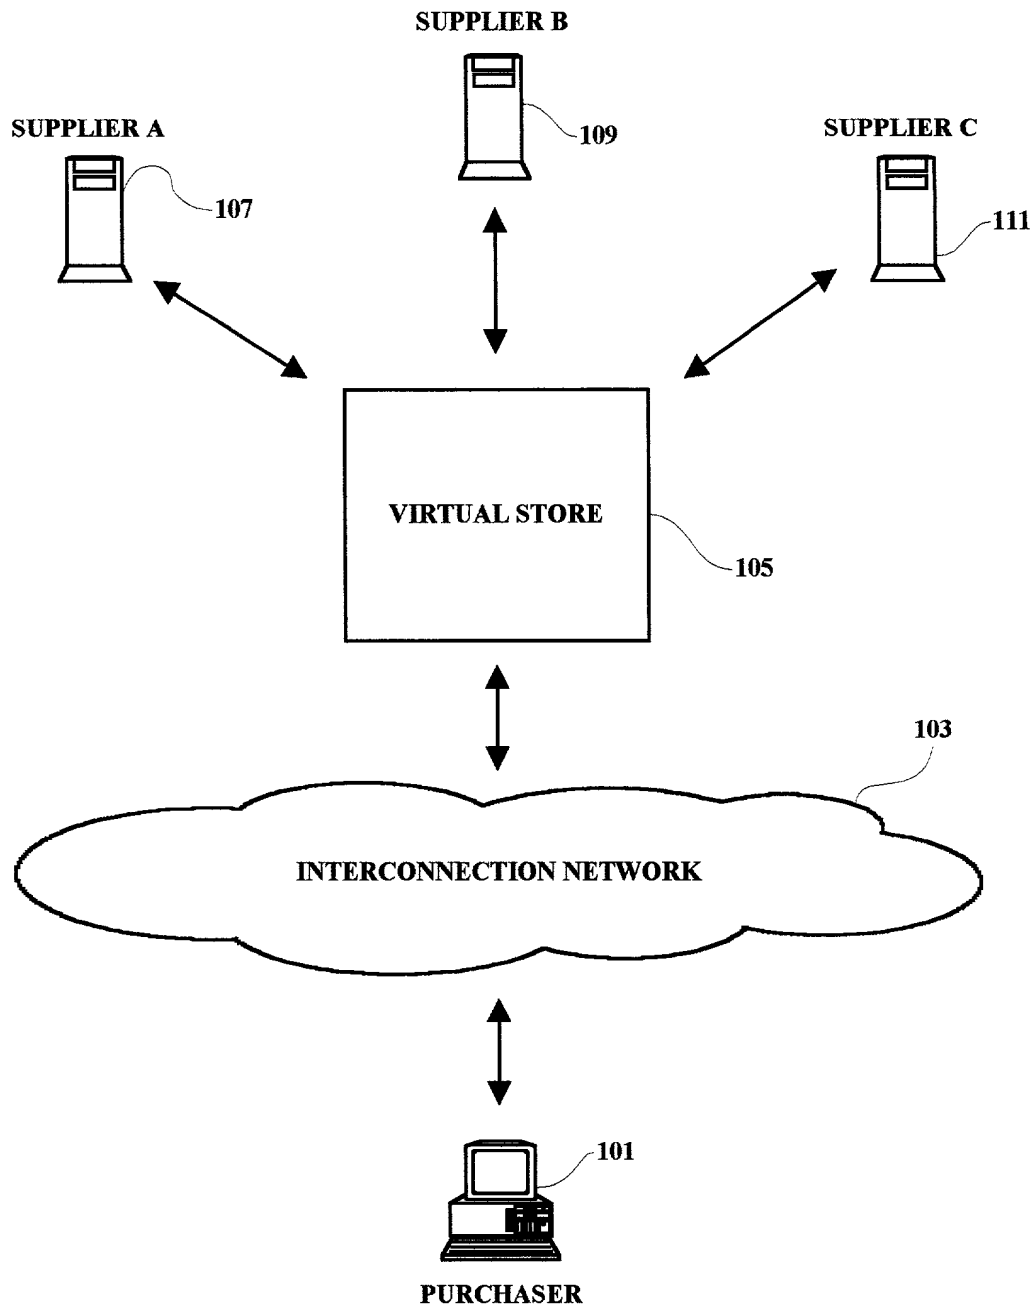 SUPPLIER B
SUPPLIER A
SUPPLIER C
109
107
111
VIRTUAL STORE
105
103
INTERCONNECTION NETWORK
101
PURCHASER